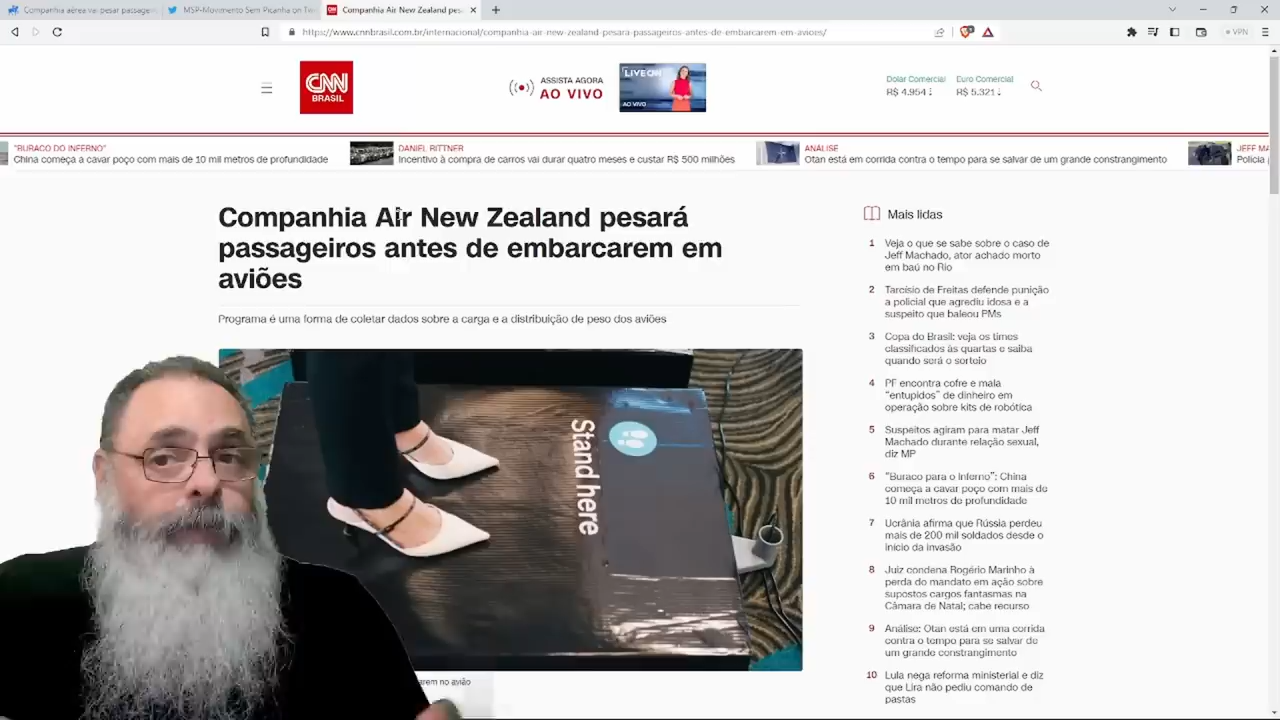 Companhia aérea vai pesar passagen
MSP-Movimento Sem Picanha on Tw
Companhia Air New Zealand pesa
https://www.cnnbrasil.com.br/internacional/companhia-air-new-zealand-pesara-passageiros-antes-de-embarcarem-em-avioes/
VPN
CNN
BRASIL
ASSISTA AGORA
AO VIVO
LIVE CNN
AO VIVO
Dólar Comercial
R$ 4.954↓
Euro Comercial
R$ 5.321↓
"BURACO DO INFERNO"
China começa a cavar poço com mais de 10 mil metros de profundidade
DANIEL RITTNER
Incentivo à compra de carros vai durar quatro meses e custar R$ 500 milhões
ANÁLISE
Otan está em corrida contra o tempo para se salvar de um grande constrangimento
JEFF MA
Polícia
Companhia Air New Zealand pesará
passageiros antes de embarcarem em
aviões
Programa é uma forma de coletar dados sobre a carga e a distribuição de peso dos aviões
Stand here
arem no avião
Mais lidas
1 Veja o que se sabe sobre o caso de
Jeff Machado, ator achado morto
em baú no Rio
2 Tarcísio de Freitas defende punição
a policial que agrediu idosa e a
suspeito que baleou PMs
3 Copa do Brasil: veja os times
classificados às quartas e saiba
quando será o sorteio
4 PF encontra cofre e mala
"entupidos" de dinheiro em
operação sobre kits de robótica
5 Suspeitos agiram para matar Jeff
Machado durante relação sexual,
diz MP
6 "Buraco para o Inferno": China
começa a cavar poço com mais de
10 mil metros de profundidade
7 Ucrânia afirma que Rússia perdeu
mais de 200 mil soldados desde o
início da invasão
8 Juiz condena Rogério Marinho à
perda do mandato em ação sobre
supostos cargos fantasmas na
Câmara de Natal; cabe recurso
9 Análise: Otan está em uma corrida
contra o tempo para se salvar de
um grande constrangimento
10 Lula nega reforma ministerial e diz
que Lira não pediu comando de
pastas